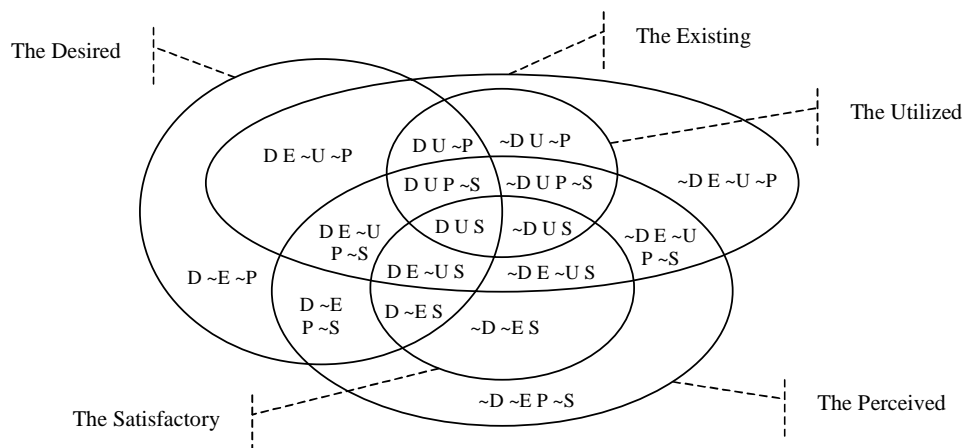 The Existing
The Desired
The Utilized
D U ~P
~D U ~P
D E ~U ~P
D U P ~S
~D U P ~S
~D E ~U ~P
D U S
~D U S
D E ~U
P ~S
~D E ~U
P ~S
D E ~U S
~D E ~U S
D ~E ~P
D ~E
P ~S
D ~E S
~D ~E S
~D ~E P ~S
The Satisfactory
The Perceived